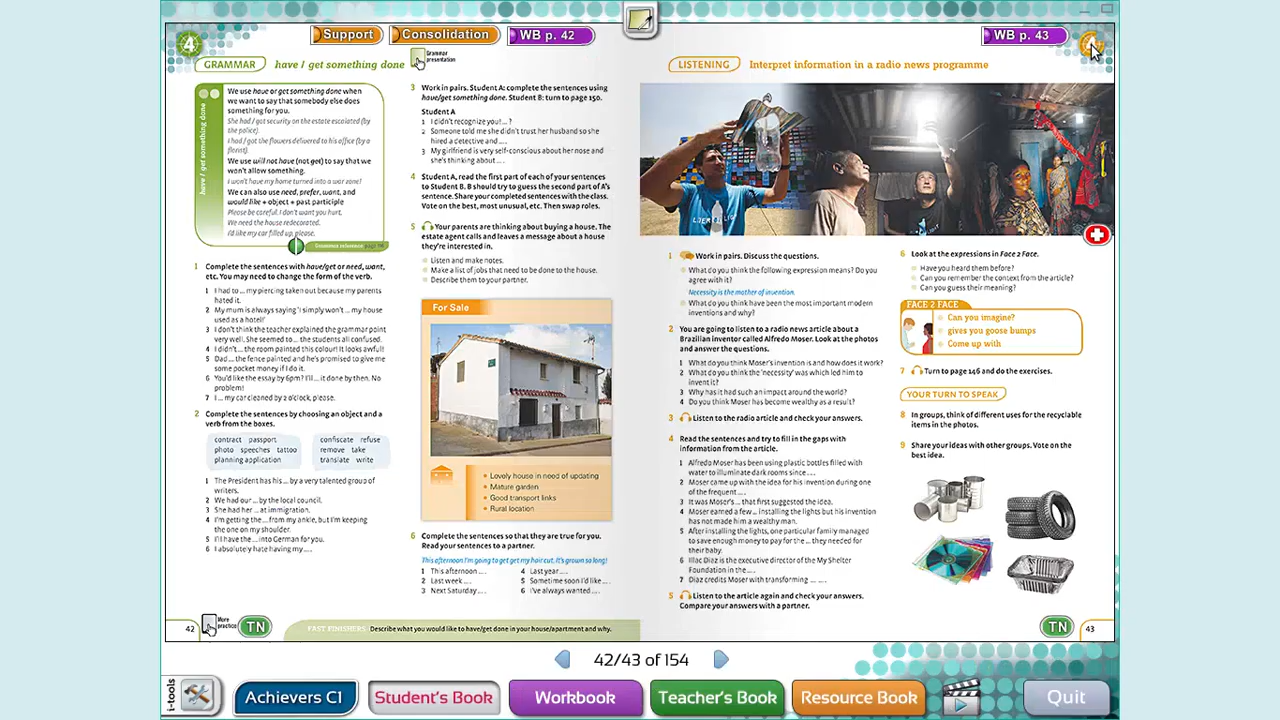 Support
Consolidation
WB p. 42
WB p. 43
4
GRAMMAR
have / get something done
Grammar
presentation
have / get something done
We use have or get something done when
we want to say that somebody else does
something for you.
She had / got security on the estate escalated (by
the police).
I had / got the flowers delivered to his office (by a
florist).
We use will not have (not get) to say that we
won't allow something.
I won't have my home turned into a war zone!
We can also use need, prefer, want, and
would like + object + past participle
Please be careful. I don't want you hurt.
We need the house redecorated.
I'd like my car filled up, please.
Grammar reference page
1 Complete the sentences with have/get or need, want,
etc. You may need to change the form of the verb.
1 I had to ... my piercing taken out because my parents
hated it.
2 My mum is always saying 'I simply won't ... my house
used as a hotel!'
3 I don't think the teacher explained the grammar point
very well. She seemed to ... the students all confused.
4 I didn't ... the room painted this colour! It looks awful!
5 Dad ... the fence painted and he's promised to give me
some pocket money if I do it.
6 You'd like the essay by 6pm? I'll ... it done by then. No
problem!
7 I ... my car cleaned by 2 o'clock, please.
2 Complete the sentences by choosing an object and a
verb from the boxes.
contract passport
photo speeches tattoo
planning application
confiscate refuse
remove take
translate write
1 The President has his ... by a very talented group of
writers.
2 We had our ... by the local council.
3 She had her ... at immigration.
4 I'm getting the ... from my ankle, but I'm keeping
the one on my shoulder.
5 I'll have the ... into German for you.
6 I absolutely hate having my ....
3 Work in pairs. Student A: complete the sentences using
have/get something done. Student B: turn to page 150.
Student A
1 I didn't recognize you! ... ?
2 Someone told me she didn't trust her husband so she
hired a detective and ....
3 My girlfriend is very self-conscious about her nose and
she's thinking about ....
4 Student A, read the first part of each of your sentences
to Student B. B should try to guess the second part of A's
sentence. Share your completed sentences with the class.
Vote on the best, most unusual, etc. Then swap roles.
5 Your parents are thinking about buying a house. The
estate agent calls and leaves a message about a house
they're interested in.
Listen and make notes.
Make a list of jobs that need to be done to the house.
Describe them to your partner.
For Sale
• Lovely house in need of updating
• Mature garden
• Good transport links
• Rural location
6 Complete the sentences so that they are true for you.
Read your sentences to a partner.
This afternoon I'm going to get get my hair cut. It's grown so long!
1 This afternoon ....
2 Last week ....
3 Next Saturday ....
4 Last year ....
5 Sometime soon I'd like ....
6 I've always wanted ....
42
More
practice
TN
FAST FINISHERS Describe what you would like to have/get done in your house/apartment and why.
LISTENING
Interpret information in a radio news programme
1 Work in pairs. Discuss the questions.
What do you think the following expression means? Do you
agree with it?
Necessity is the mother of invention.
What do you think have been the most important modern
inventions and why?
2 You are going to listen to a radio news article about a
Brazilian inventor called Alfredo Moser. Look at the photos
and answer the questions.
1 What do you think Moser's invention is and how does it work?
2 What do you think the 'necessity' was which led him to
invent it?
3 Why has it had such an impact around the world?
4 Do you think Moser has become wealthy as a result?
3 Listen to the radio article and check your answers.
4 Read the sentences and try to fill in the gaps with
information from the article.
1 Alfredo Moser has been using plastic bottles filled with
water to illuminate dark rooms since ....
2 Moser came up with the idea for his invention during one
of the frequent ....
3 It was Moser's ... that first suggested the idea.
4 Moser earned a few ... installing the lights but his invention
has not made him a wealthy man.
5 After installing the lights, one particular family managed
to save enough money to pay for the ... they needed for
their baby.
6 Illac Diaz is the executive director of the My Shelter
Foundation in the ....
7 Diaz credits Moser with transforming ... ....
5 Listen to the article again and check your answers.
Compare your answers with a partner.
6 Look at the expressions in Face 2 Face.
Have you heard them before?
Can you remember the context from the article?
Can you guess their meaning?
FACE 2 FACE
Can you imagine?
gives you goose bumps
Come up with
7 Turn to page 146 and do the exercises.
YOUR TURN TO SPEAK
8 In groups, think of different uses for the recyclable
items in the photos.
9 Share your ideas with other groups. Vote on the
best idea.
TN
43
42/43 of 154
i-tools
Achievers C1
Student's Book
Workbook
Teacher's Book
Resource Book
Quit